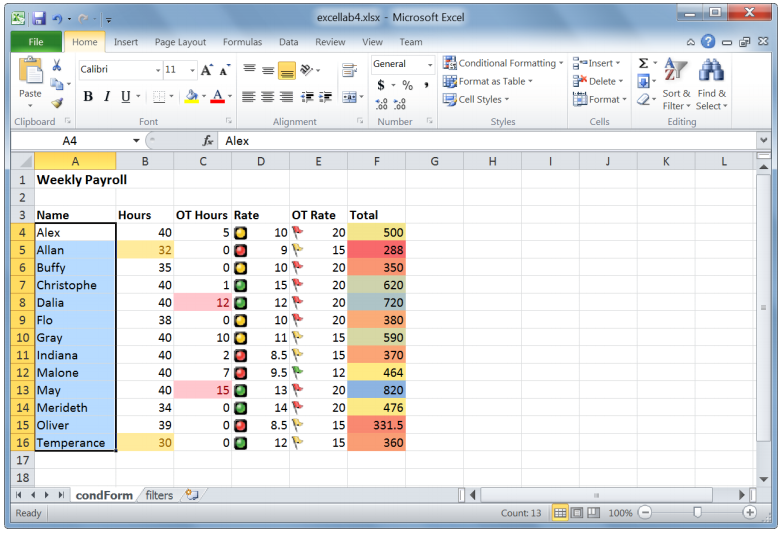 excellab4.xlsx - Microsoft Excel
File Home Insert Page Layout Formulas Data Review View Team
Paste
Clipboard
Calibri 11
B I U
Font
Alignment
General
$ % ,
Number
Conditional Formatting
Format as Table
Cell Styles
Styles
Insert
Delete
Format
Cells
Σ
Sort & Filter
Find & Select
Editing
A4 fx Alex
A B C D E F G H I J K L
1 Weekly Payroll
2
3 Name Hours OT Hours Rate OT Rate Total
4 Alex 40 5 10 20 500
5 Allan 32 0 9 15 288
6 Buffy 35 0 10 20 350
7 Christophe 40 1 15 20 620
8 Dalia 40 12 12 20 720
9 Flo 38 0 10 20 380
10 Gray 40 10 11 15 590
11 Indiana 40 2 8.5 15 370
12 Malone 40 7 9.5 12 464
13 May 40 15 13 20 820
14 Merideth 34 0 14 20 476
15 Oliver 39 0 8.5 15 331.5
16 Temperance 30 0 12 15 360
17
18
condForm filters
Ready Count: 13 100%